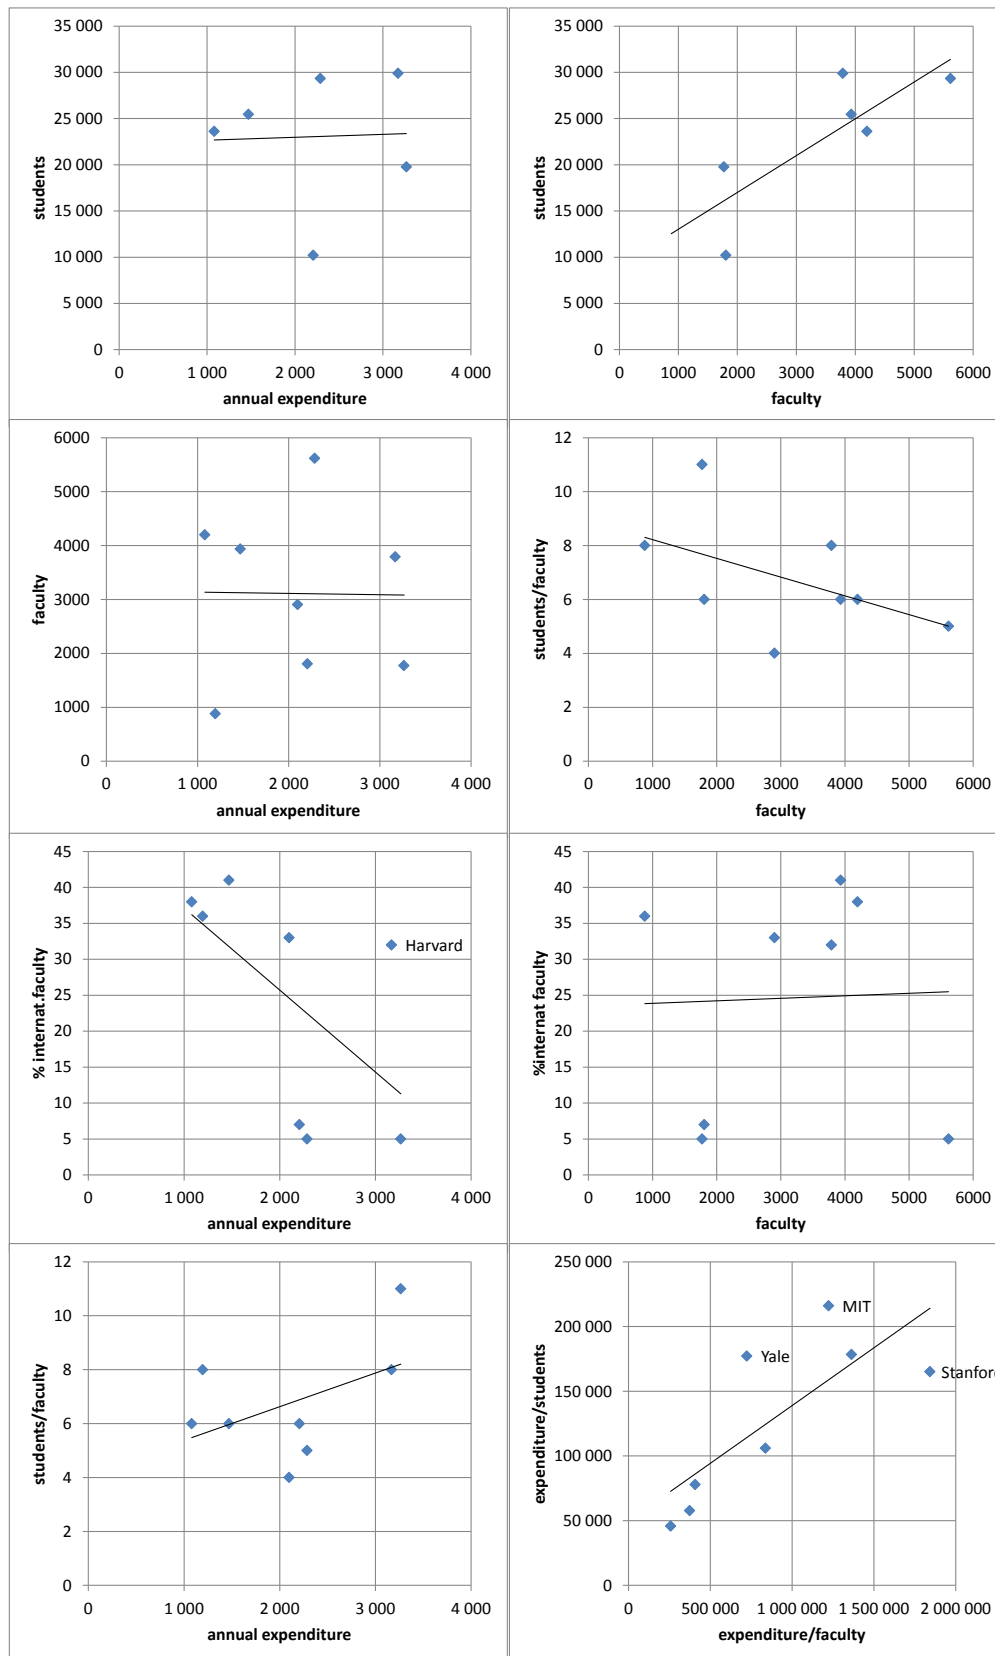 35 000
30 000
25 000
20 000
15 000
10 000
5 000
0
students
0 1 000 2 000 3 000 4 000
annual expenditure
35 000
30 000
25 000
20 000
15 000
10 000
5 000
0
students
0 1000 2000 3000 4000 5000 6000
faculty
6000
5000
4000
3000
2000
1000
0
faculty
0 1 000 2 000 3 000 4 000
annual expenditure
12
10
8
6
4
2
0
students/faculty
0 1000 2000 3000 4000 5000 6000
faculty
45
40
35
30
25
20
15
10
5
0
% internat.faculty
Harvard
0 1 000 2 000 3 000 4 000
annual expenditure
45
40
35
30
25
20
15
10
5
0
%internat faculty
0 1000 2000 3000 4000 5000 6000
faculty
12
10
8
6
4
2
0
students/faculty
0 1 000 2 000 3 000 4 000
annual expenditure
250 000
200 000
150 000
100 000
50 000
0
expenditure/students
MIT
Yale
Stanford
0 500 000 1 000 000 1 500 000 2 000 000
expenditure/faculty